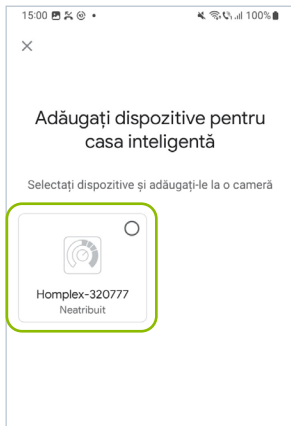 15:00 100%
Adăugați dispozitive pentru
casa inteligentă
Selectați dispozitive și adăugați-le la o cameră
Homplex-320777
Neatribuit